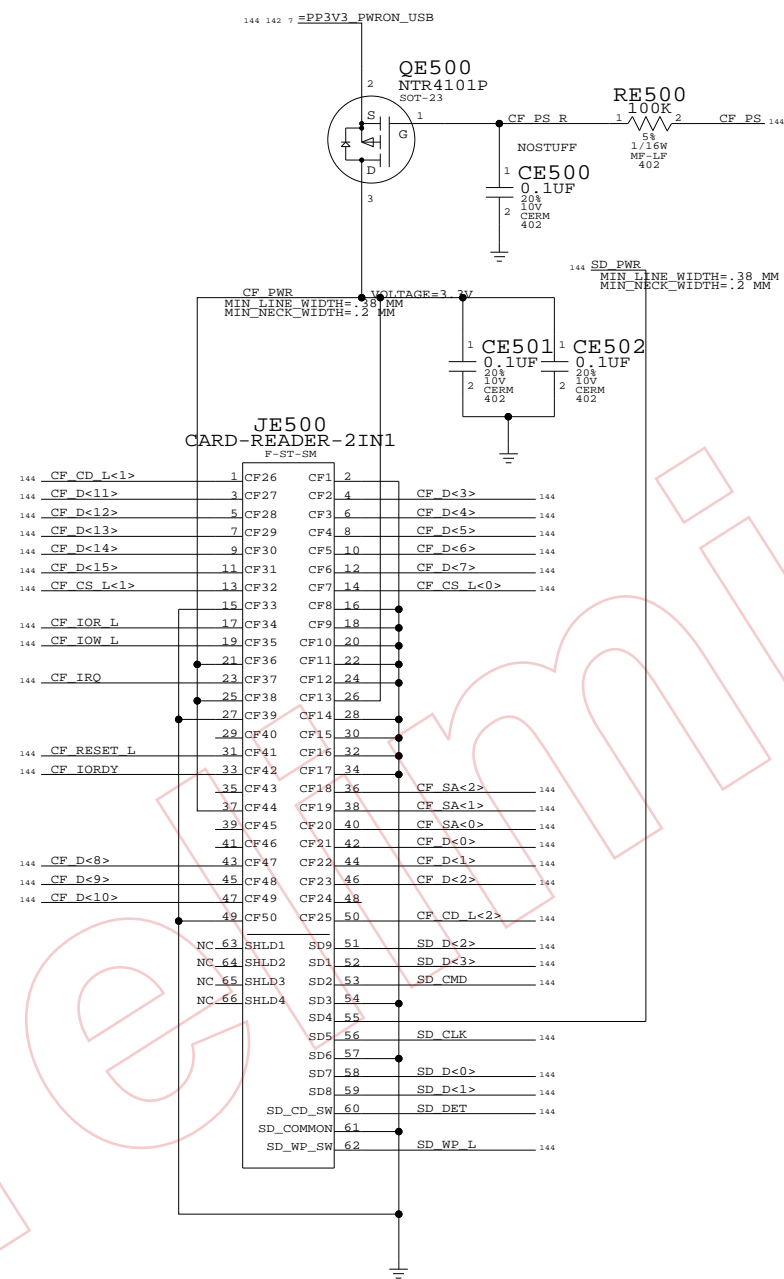 144 142 7 =PP3V3_PWRON_USB
QE500
NTR4101P
SOT-23
2
S
G
D
1
3
CF_PS_R
RE500
100K
1 2
5%
1/16W
MF-LF
402
CF_PS 144
NOSTUFF
1
CE500
0.1UF
20%
10V
CERM
402
2
144 SD_PWR
MIN_LINE_WIDTH=.38 MM
MIN_NECK_WIDTH=.2 MM
CF_PWR VOLTAGE=3.3V
MIN_LINE_WIDTH=.38 MM
MIN_NECK_WIDTH=.2 MM
1 CE501 1 CE502
0.1UF 0.1UF
20% 20%
10V 10V
2 CERM 2 CERM
402 402
JE500
CARD-READER-2IN1
F-ST-SM
144 CF_CD_L<1> 1 CF26 CF1 2
144 CF_D<11> 3 CF27 CF2 4 CF_D<3> 144
144 CF_D<12> 5 CF28 CF3 6 CF_D<4> 144
144 CF_D<13> 7 CF29 CF4 8 CF_D<5> 144
144 CF_D<14> 9 CF30 CF5 10 CF_D<6> 144
144 CF_D<15> 11 CF31 CF6 12 CF_D<7> 144
144 CF_CS_L<1> 13 CF32 CF7 14 CF_CS_L<0> 144
15 CF33 CF8 16
144 CF_IOR_L 17 CF34 CF9 18
144 CF_IOW_L 19 CF35 CF10 20
21 CF36 CF11 22
144 CF_IRQ 23 CF37 CF12 24
25 CF38 CF13 26
27 CF39 CF14 28
29 CF40 CF15 30
144 CF_RESET_L 31 CF41 CF16 32
144 CF_IORDY 33 CF42 CF17 34
35 CF43 CF18 36 CF_SA<2> 144
37 CF44 CF19 38 CF_SA<1> 144
39 CF45 CF20 40 CF_SA<0> 144
41 CF46 CF21 42 CF_D<0> 144
144 CF_D<8> 43 CF47 CF22 44 CF_D<1> 144
144 CF_D<9> 45 CF48 CF23 46 CF_D<2> 144
144 CF_D<10> 47 CF49 CF24 48
49 CF50 CF25 50 CF_CD_L<2> 144
NC 63 SHLD1 SD9 51 SD_D<2> 144
NC 64 SHLD2 SD1 52 SD_D<3> 144
NC 65 SHLD3 SD2 53 SD_CMD 144
NC 66 SHLD4 SD3 54
SD4 55
SD5 56 SD_CLK 144
SD6 57
SD7 58 SD_D<0> 144
SD8 59 SD_D<1> 144
SD_CD_SW 60 SD_DET 144
SD_COMMON 61
SD_WP_SW 62 SD_WP_L 144
elimi